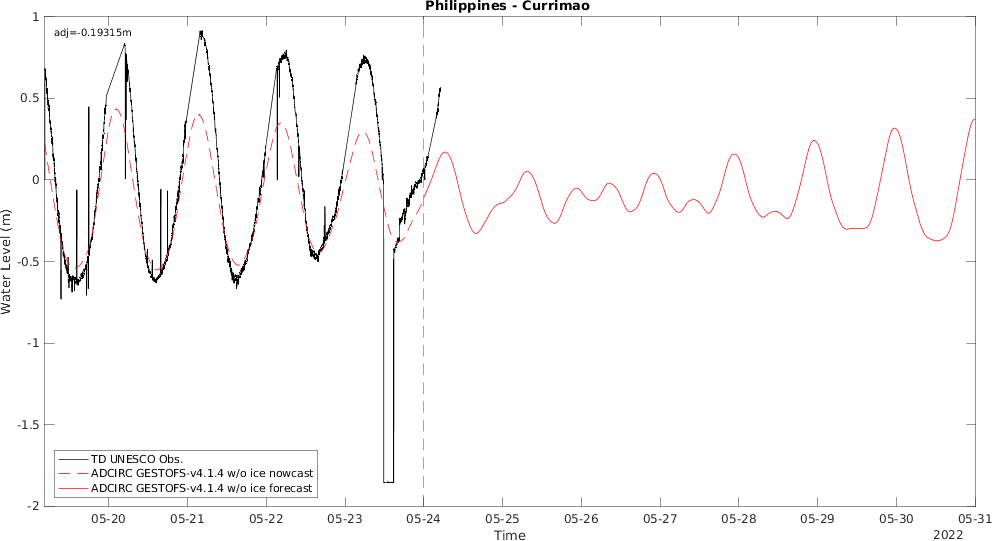 Philippines - Currimao
adj=-0.19315m
1
0.5
0
-0.5
-1
-1.5
-2
Water Level (m)
TD UNESCO Obs.
ADCIRC GESTOFS-v4.1.4 w/o ice nowcast
ADCIRC GESTOFS-v4.1.4 w/o ice forecast
05-20 05-21 05-22 05-23 05-24 05-25 05-26 05-27 05-28 05-29 05-30 05-31
Time
2022